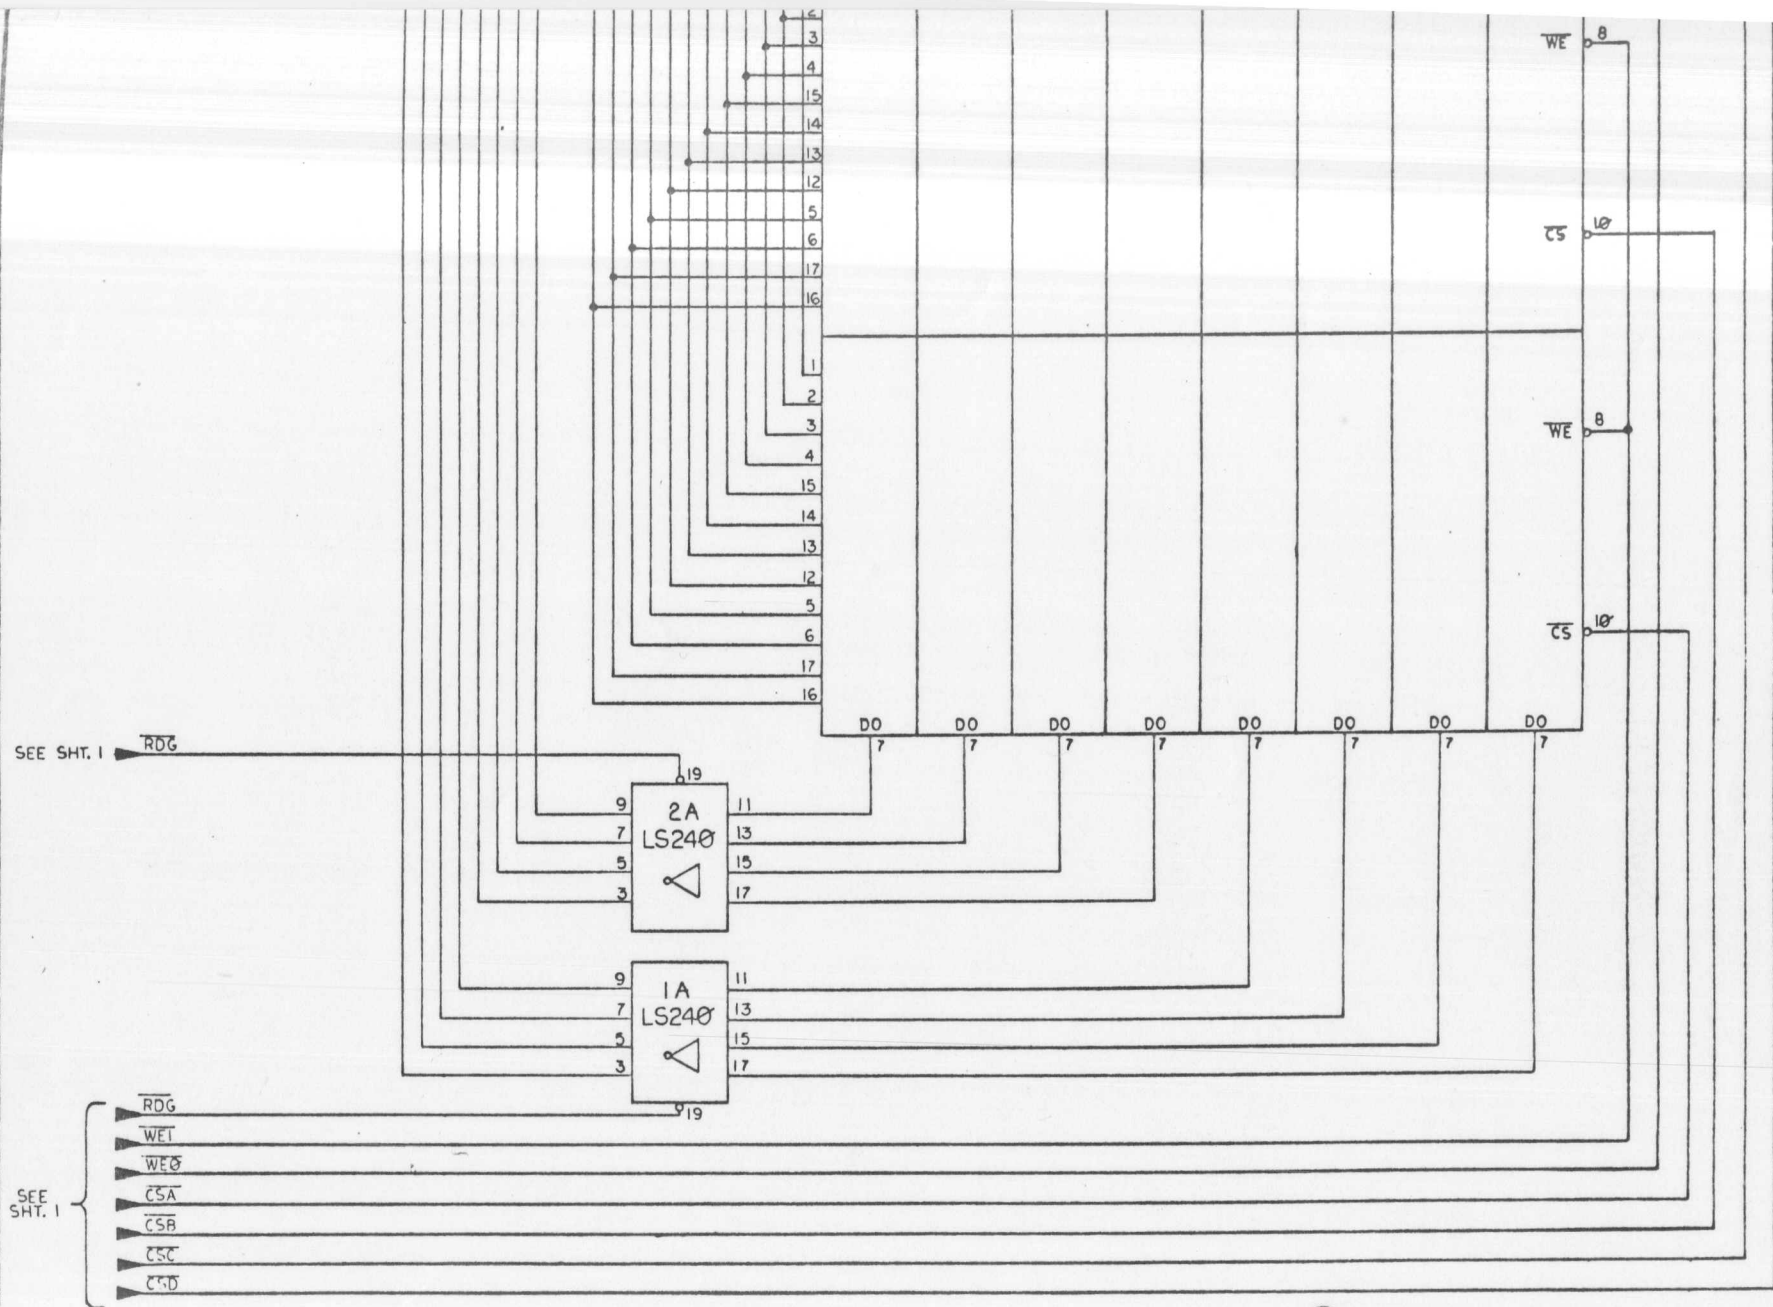 2
3
WE 8
4
15
14
13
12
5
CS 10
6
17
16
1
2
3
WE 8
4
15
14
13
12
5
6
CS 10
17
16
DO DO DO DO DO DO DO DO
7 7 7 7 7 7 7 7
SEE SHT. 1 RDG
19
9 2A 11
7 LS240 13
5 15
3 17
9 1A 11
7 LS240 13
5 15
3 17
RDG 19
WE1
WE0
SEE SHT. 1
CSA
CSB
CSC
CSD